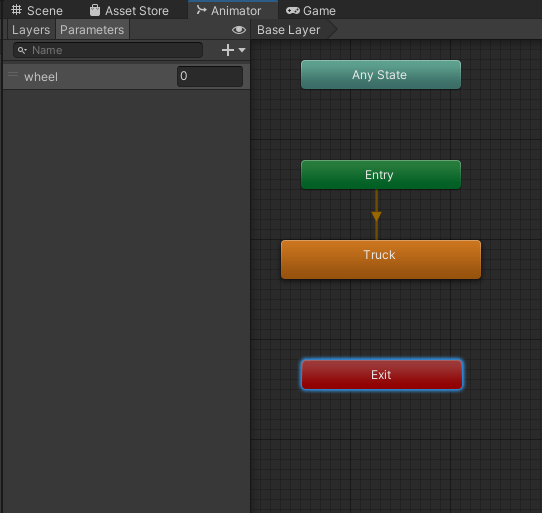 Scene Asset Store Animator Game
Layers Parameters Base Layer
Name
wheel 0
Any State
Entry
Truck
Exit